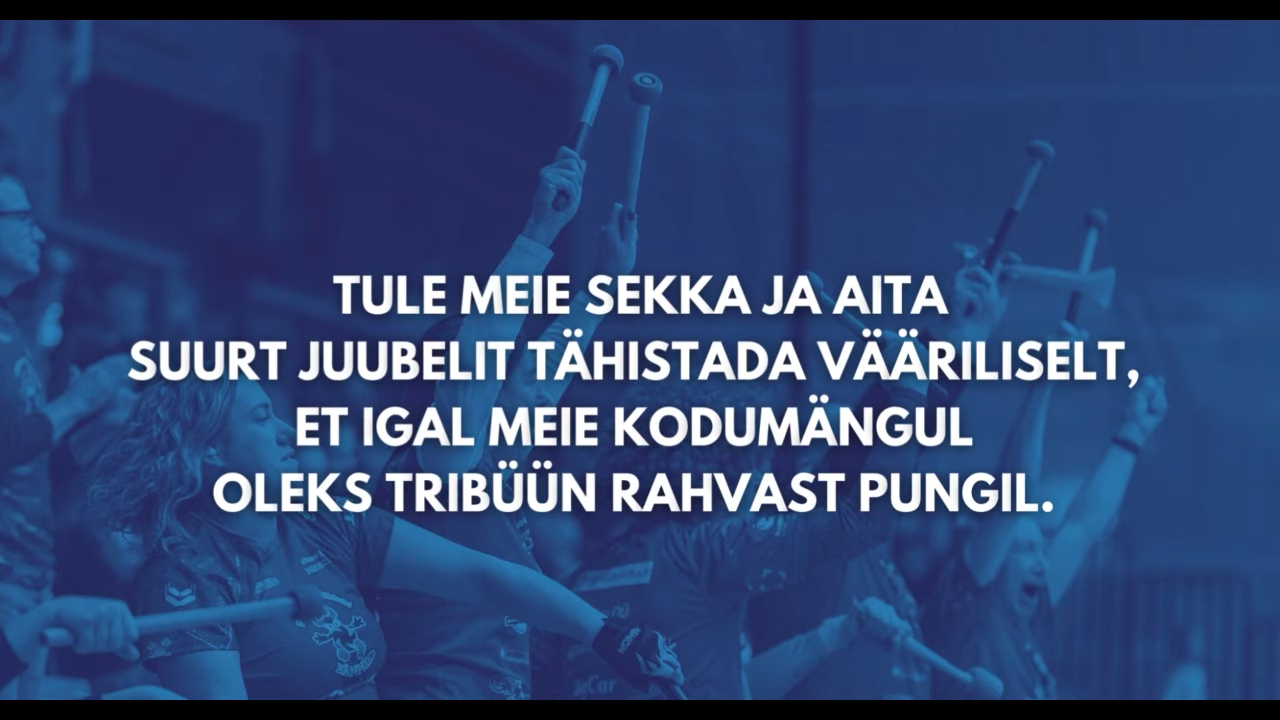 TULE MEIE SEKKA JA AITA
SUURT JUUBELIT TÄHISTADA VÄÄRILISELT,
ET IGAL MEIE KODUMÄNGUL
OLEKS TRIBÜÜN RAHVAST PUNGIL.